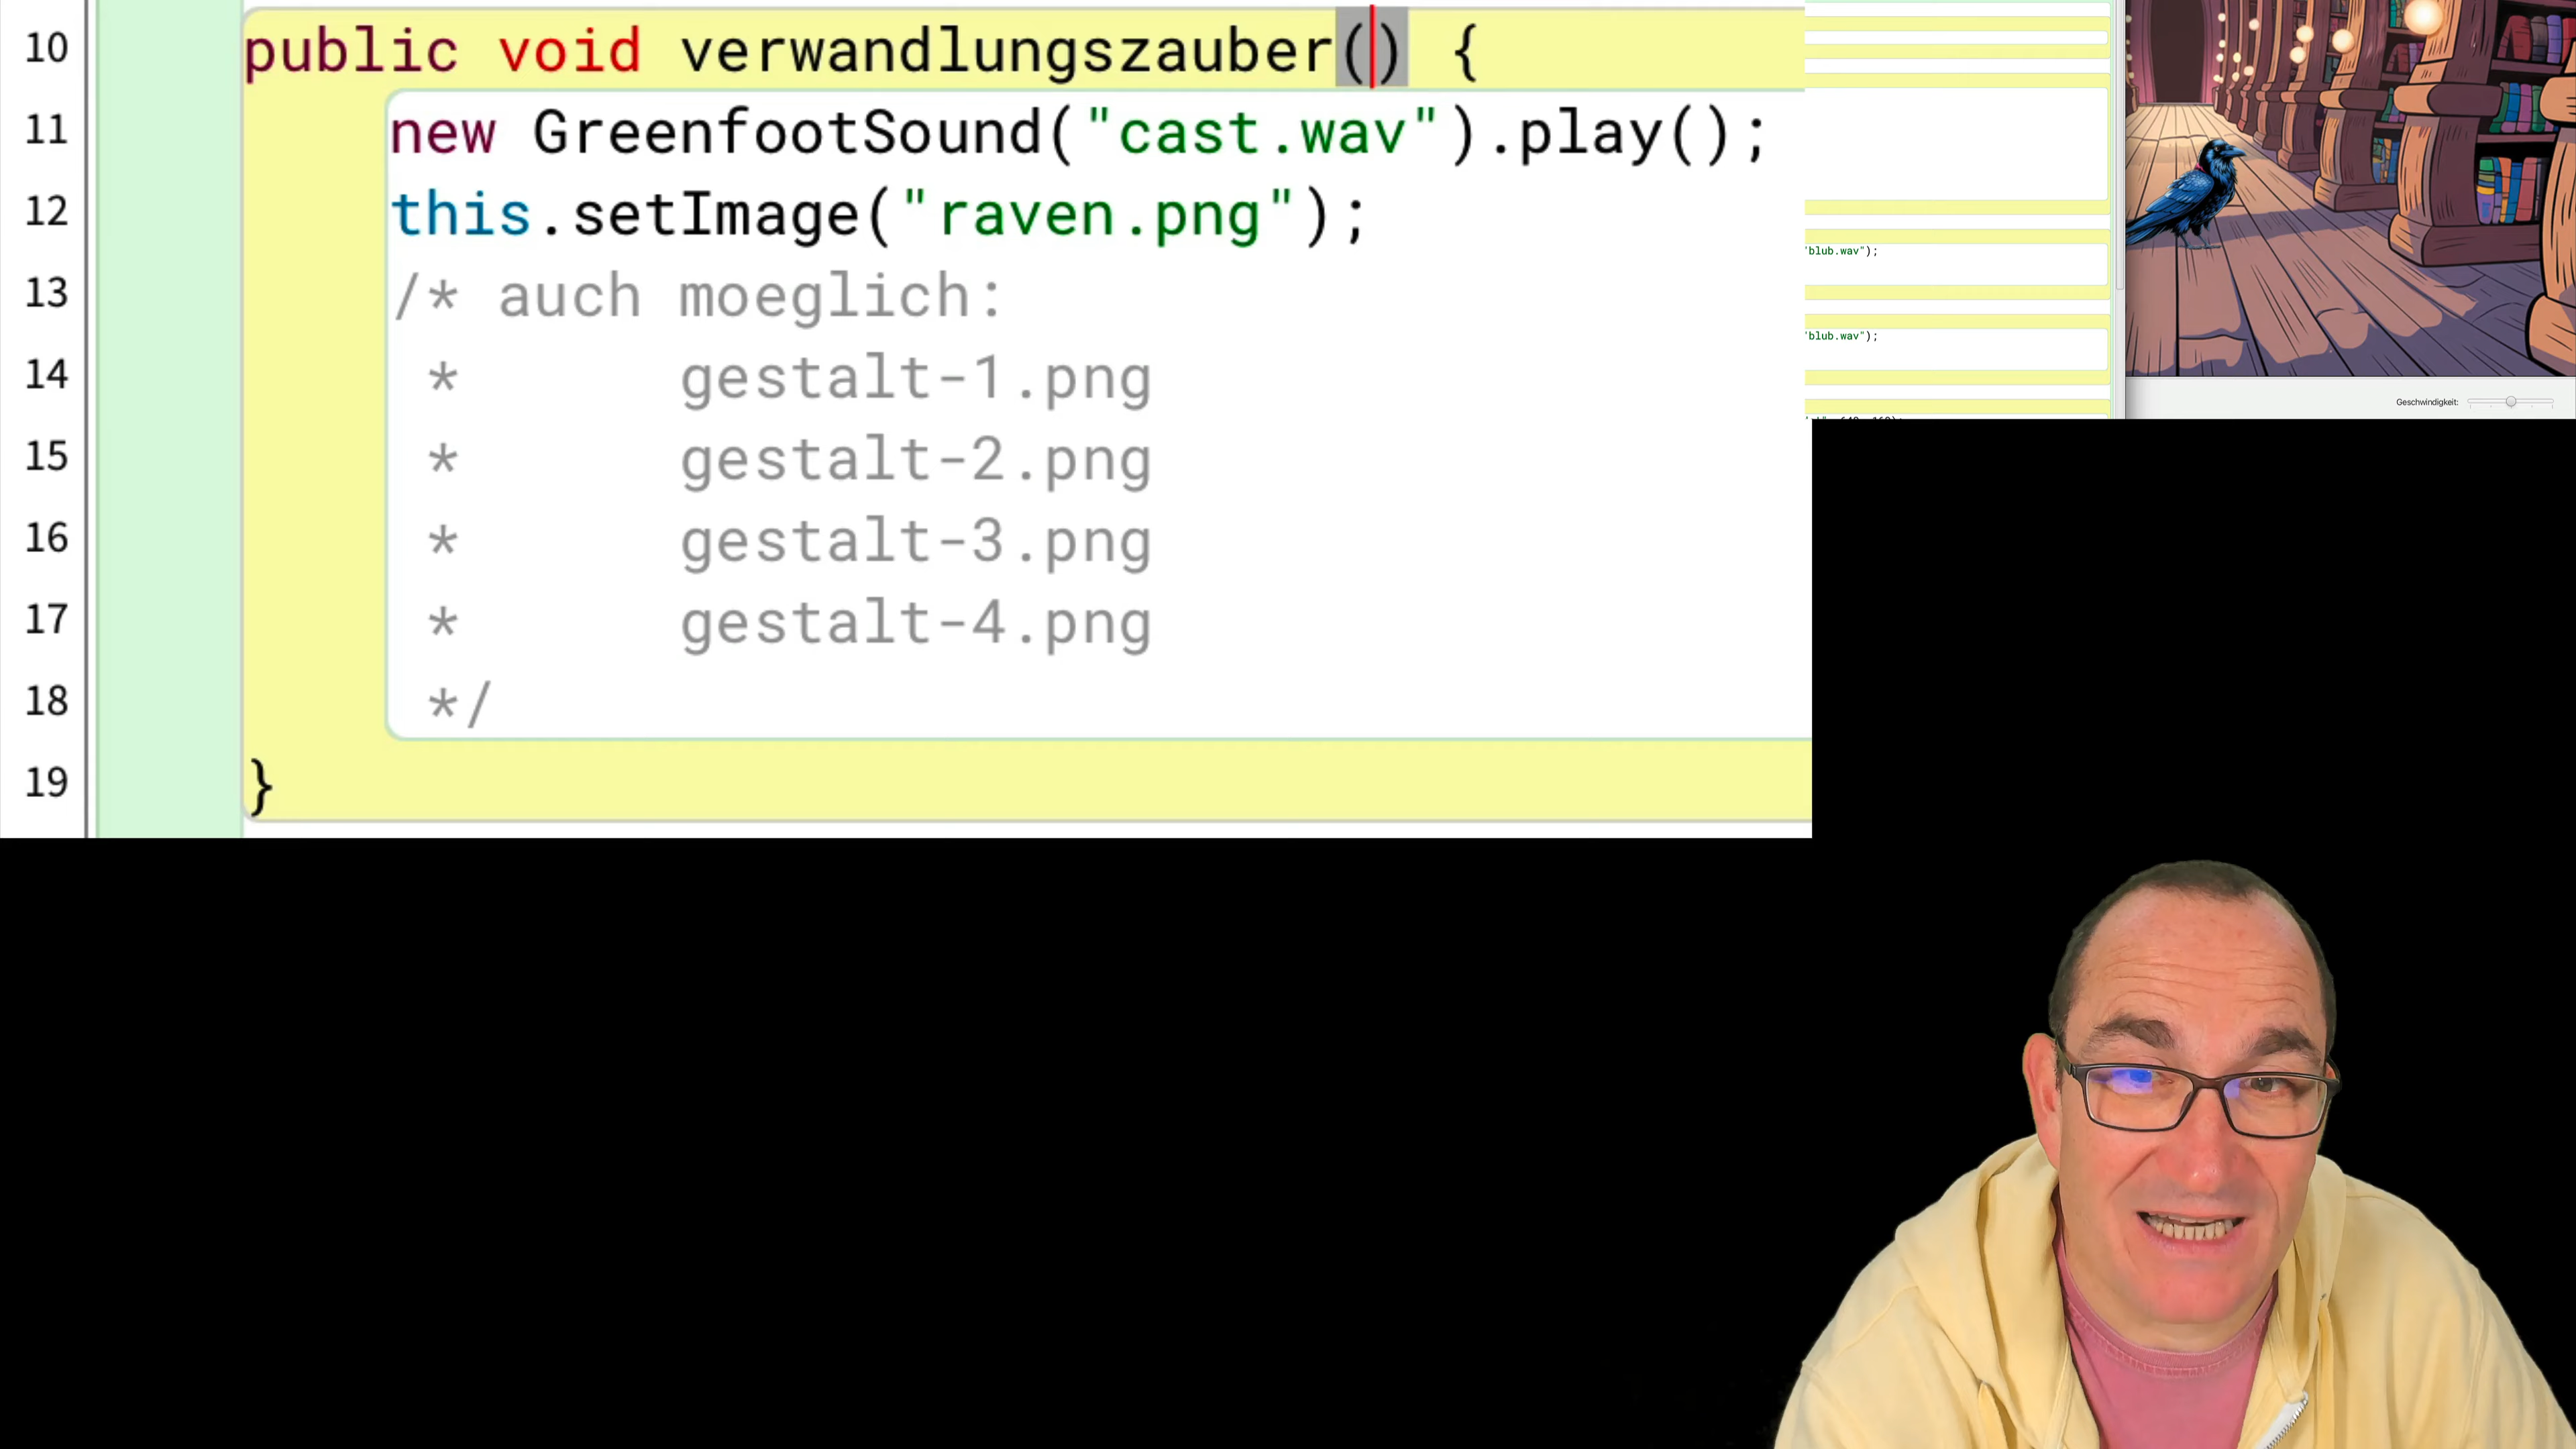 10 public void verwandlungszauber() {
11 new GreenfootSound("cast.wav").play();
12 this.setImage("raven.png");
13 /* auch moeglich:
14 * gestalt-1.png
15 * gestalt-2.png
16 * gestalt-3.png
17 * gestalt-4.png
18 */
19 }
"blub.wav");
"blub.wav");
Geschwindigkeit: